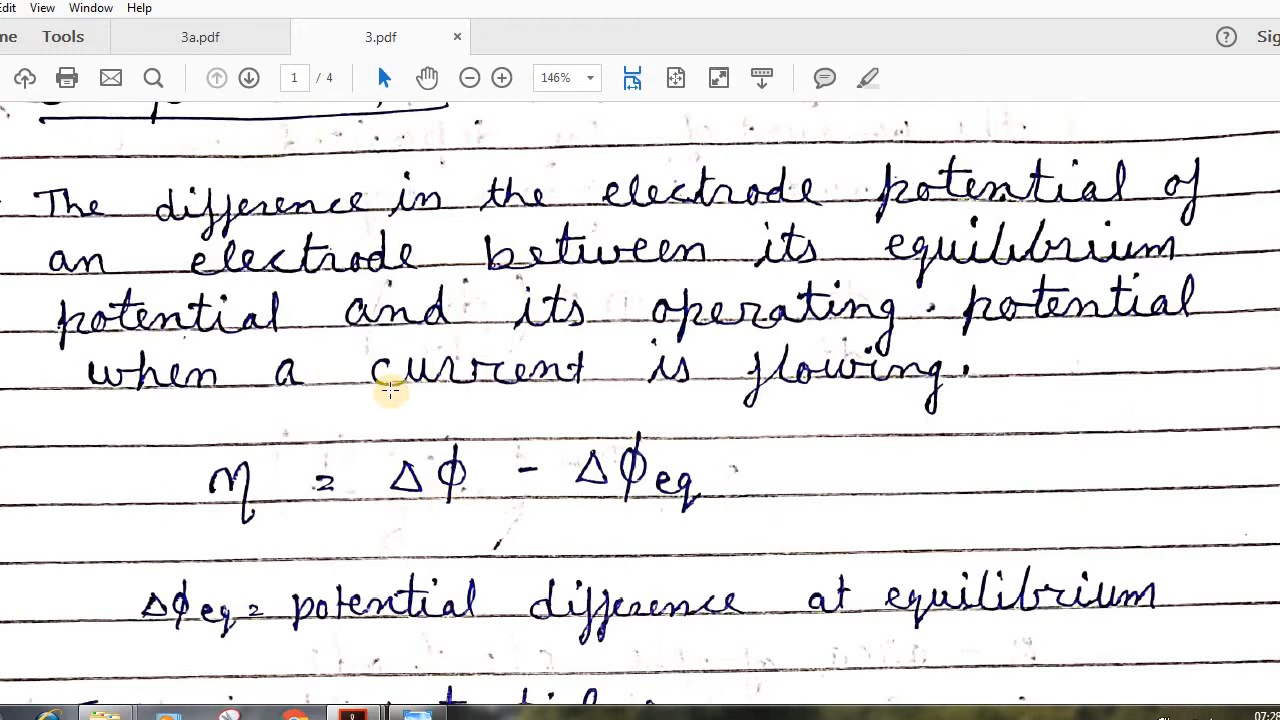 Edit View Window Help
me Tools 3a.pdf 3.pdf × ? Sig
1 / 4 146%
The difference in the electrode potential of
an electrode between its equilibrium
potential and its operating. potential
when a current is flowing.
η = Δϕ - Δϕeq
Δϕeq = potential difference at equilibrium